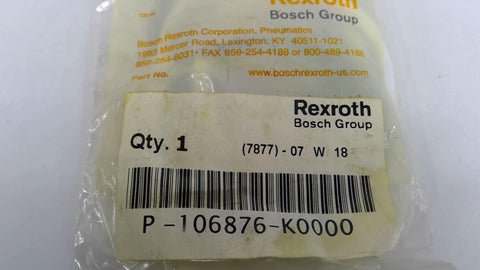 Rexroth
Bosch Group
Bosch Rexroth Corporation, Pneumatics
1953 Mercer Road, Lexington, KY 40511-1021
859-254-8031• FAX 859-254-4188 or 800-489-4188
Part No.
www.boschrexroth-us.com
Rexroth
Bosch Group
Qty. 1
(7877) - 07 W 18
P -106876-K0000